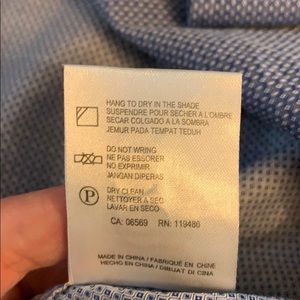 HANG TO DRY IN THE SHADE
SUSPENDRE POUR SECHER A L'OMBRE
SECAR COLGADO A LA SOMBRA
JEMUR PADA TEMPAT TEDUH
DO NOT WRING
NE PAS ESSORER
NO EXPRIMIR
JANGAN DIPERAS
P
DRY CLEAN
NETTOYER A SEC
LAVAR EN SECO
CA: 06569 RN: 119486
MADE IN CHINA / FABRIQUÉ EN CHINE
HECHO EN CHINA / DIBUAT DI CINA